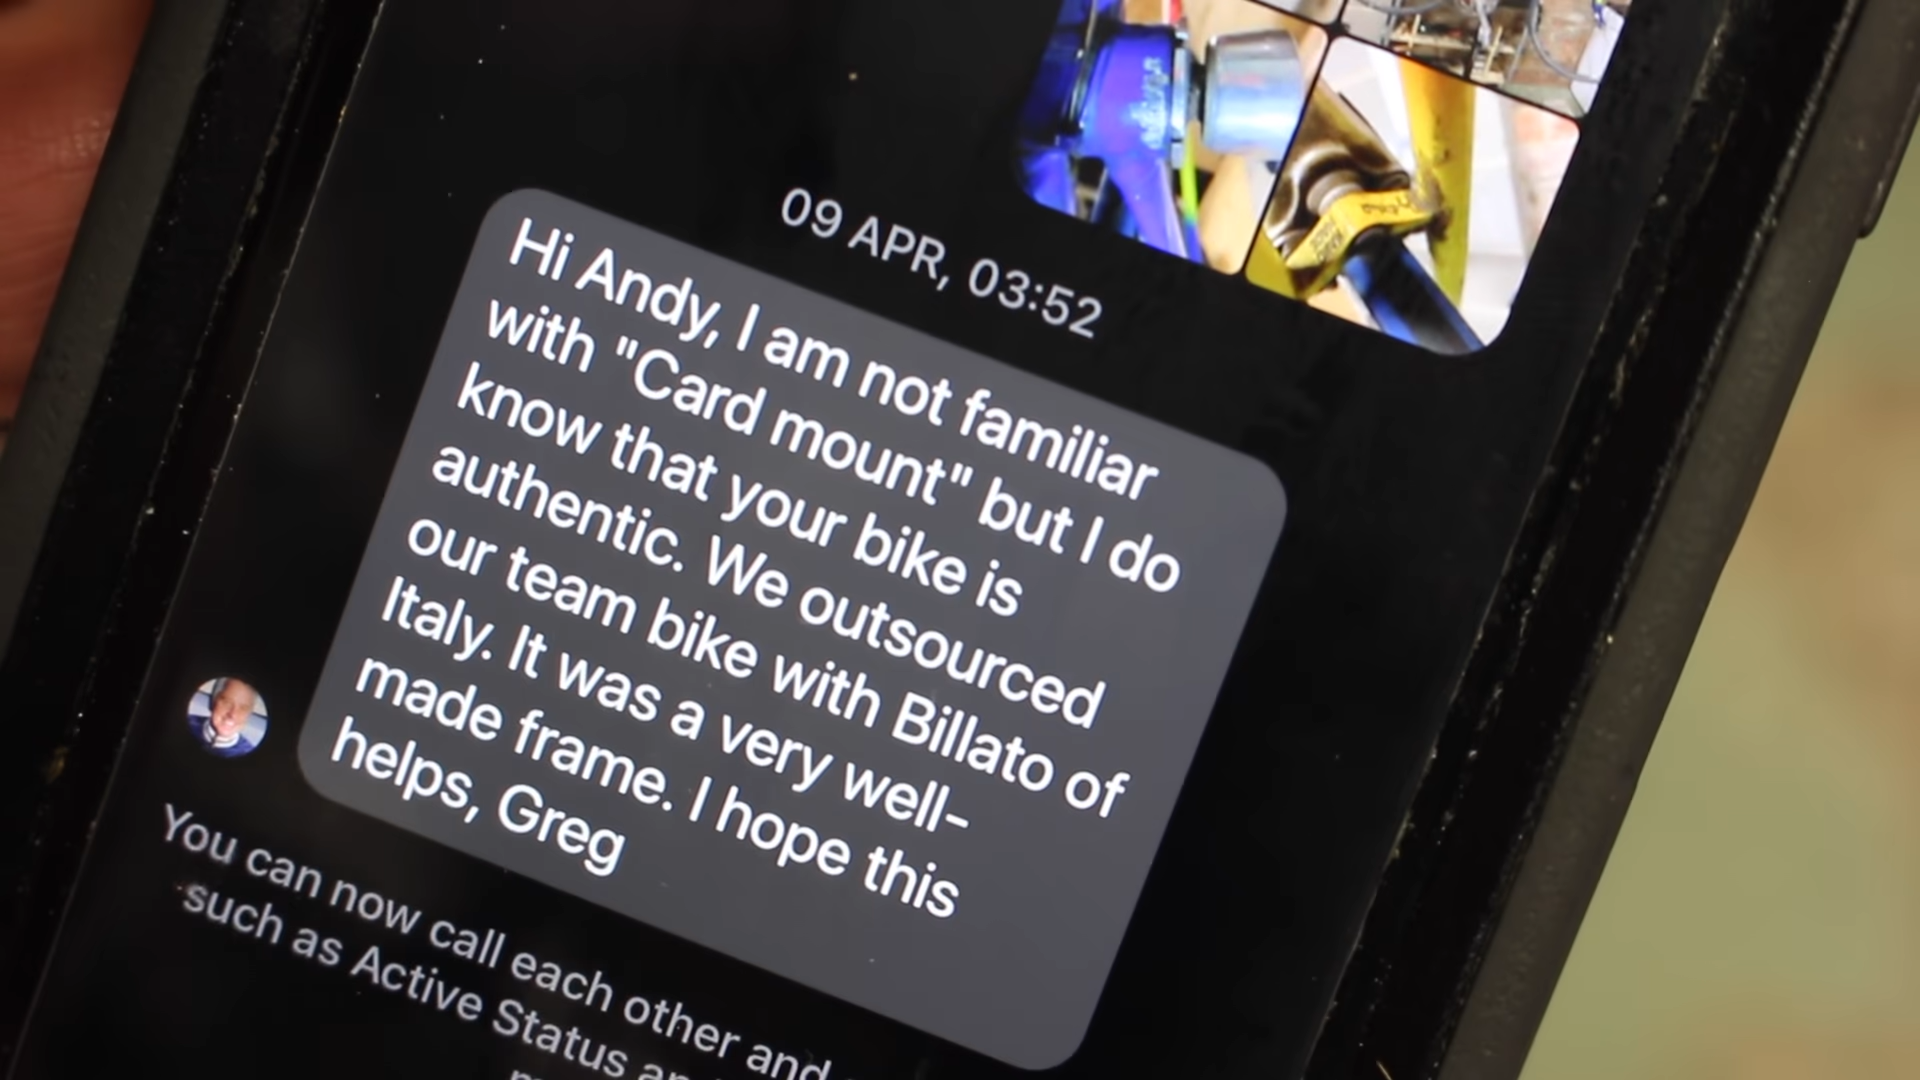 09 APR, 03:52
Hi Andy, I am not familiar
with "Card mount" but I do
know that your bike is
authentic. We outsourced
our team bike with Billato of
Italy. It was a very well-
made frame. I hope this
helps, Greg
You can now call each other and
such as Active Status